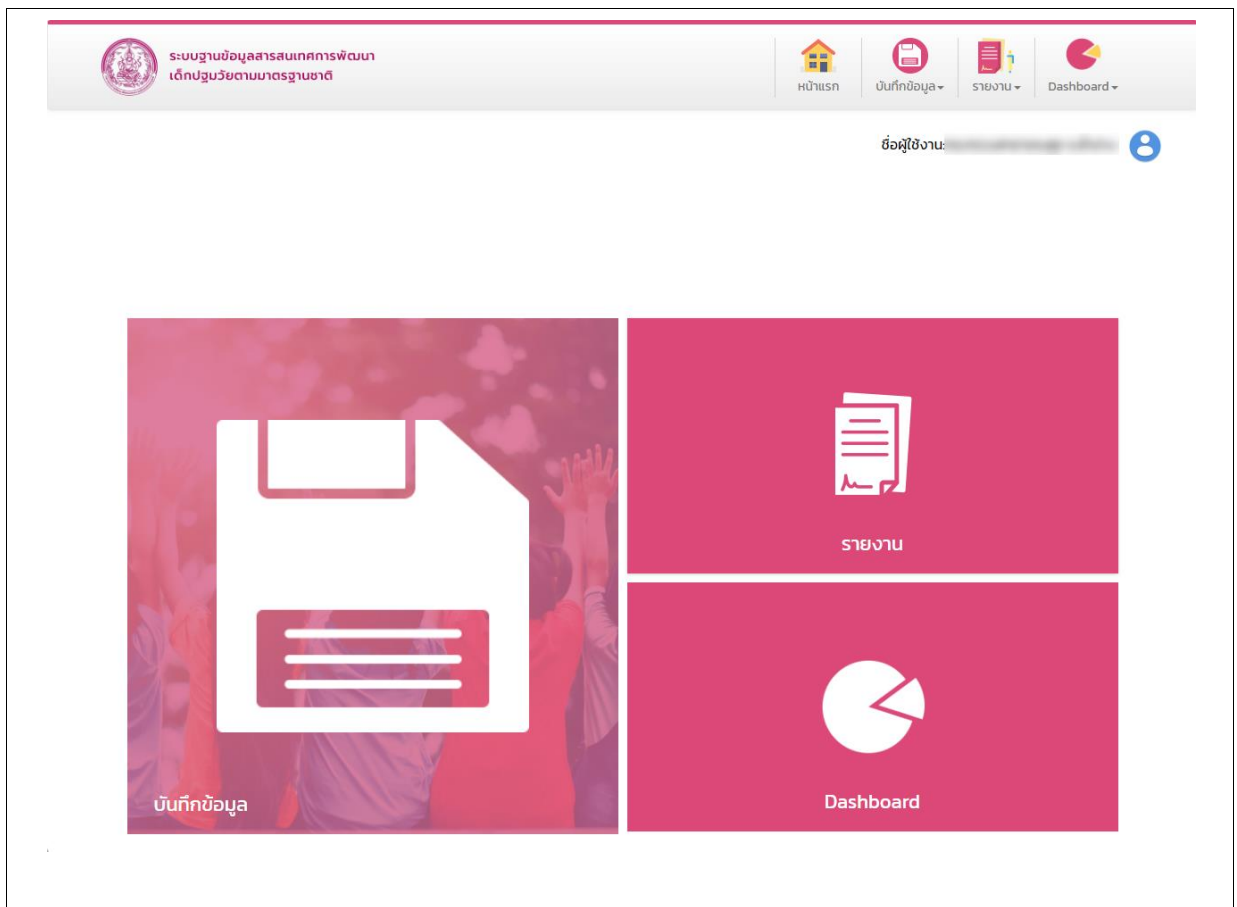 ระบบฐานข้อมูลสารสนเทศการพัฒนา
เด็กปฐมวัยตามมาตรฐานชาติ
หน้าแรก
บันทึกข้อมูล
รายงาน
Dashboard
ชื่อผู้ใช้งาน:
บันทึกข้อมูล
รายงาน
Dashboard